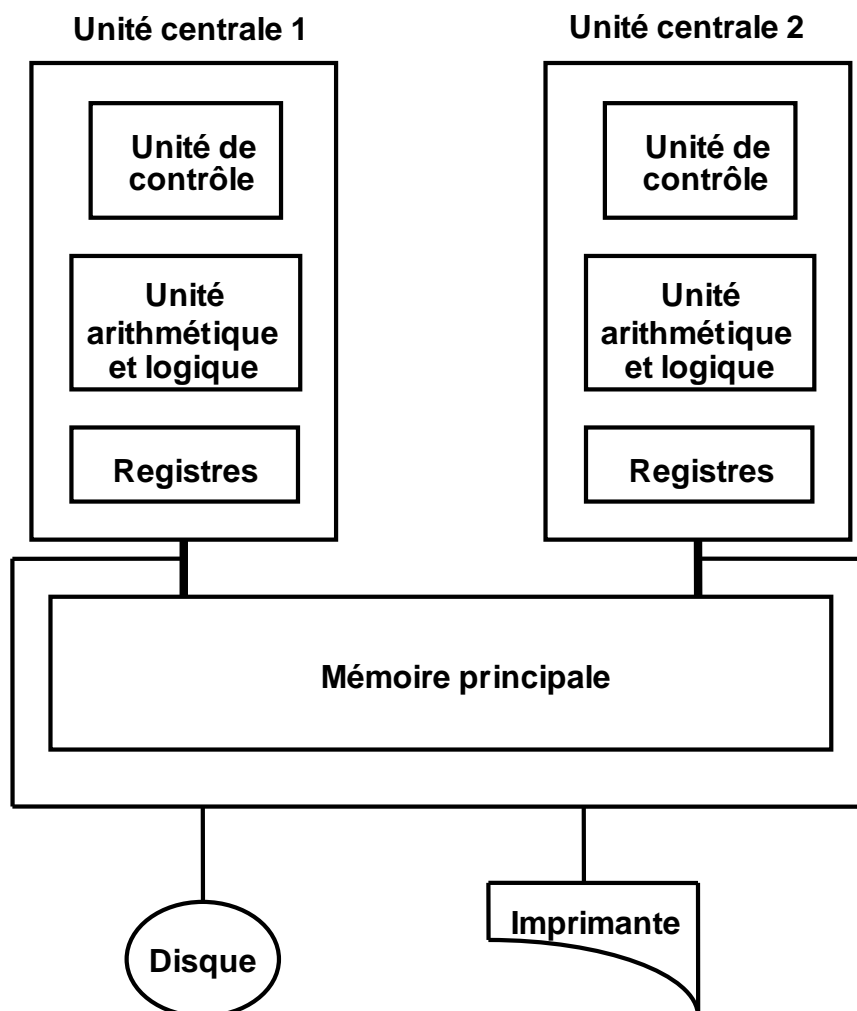 Unité centrale 1
Unité centrale 2
Unité de
contrôle
Unité de
contrôle
Unité
arithmétique
et logique
Unité
arithmétique
et logique
Registres
Registres
Mémoire principale
Disque
Imprimante